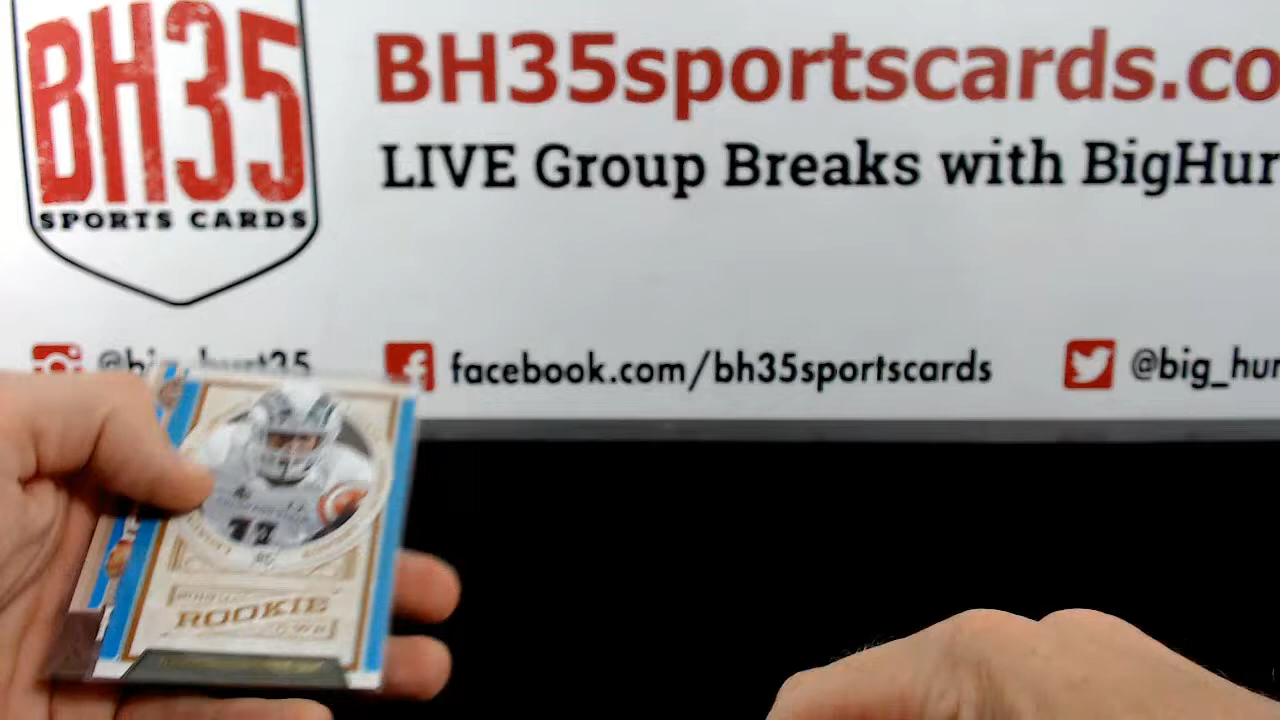 BH35
SPORTS CARDS
BH35sportscards.co
LIVE Group Breaks with BigHur
facebook.com/bh35sportscards
@big_hur
ROOKIE